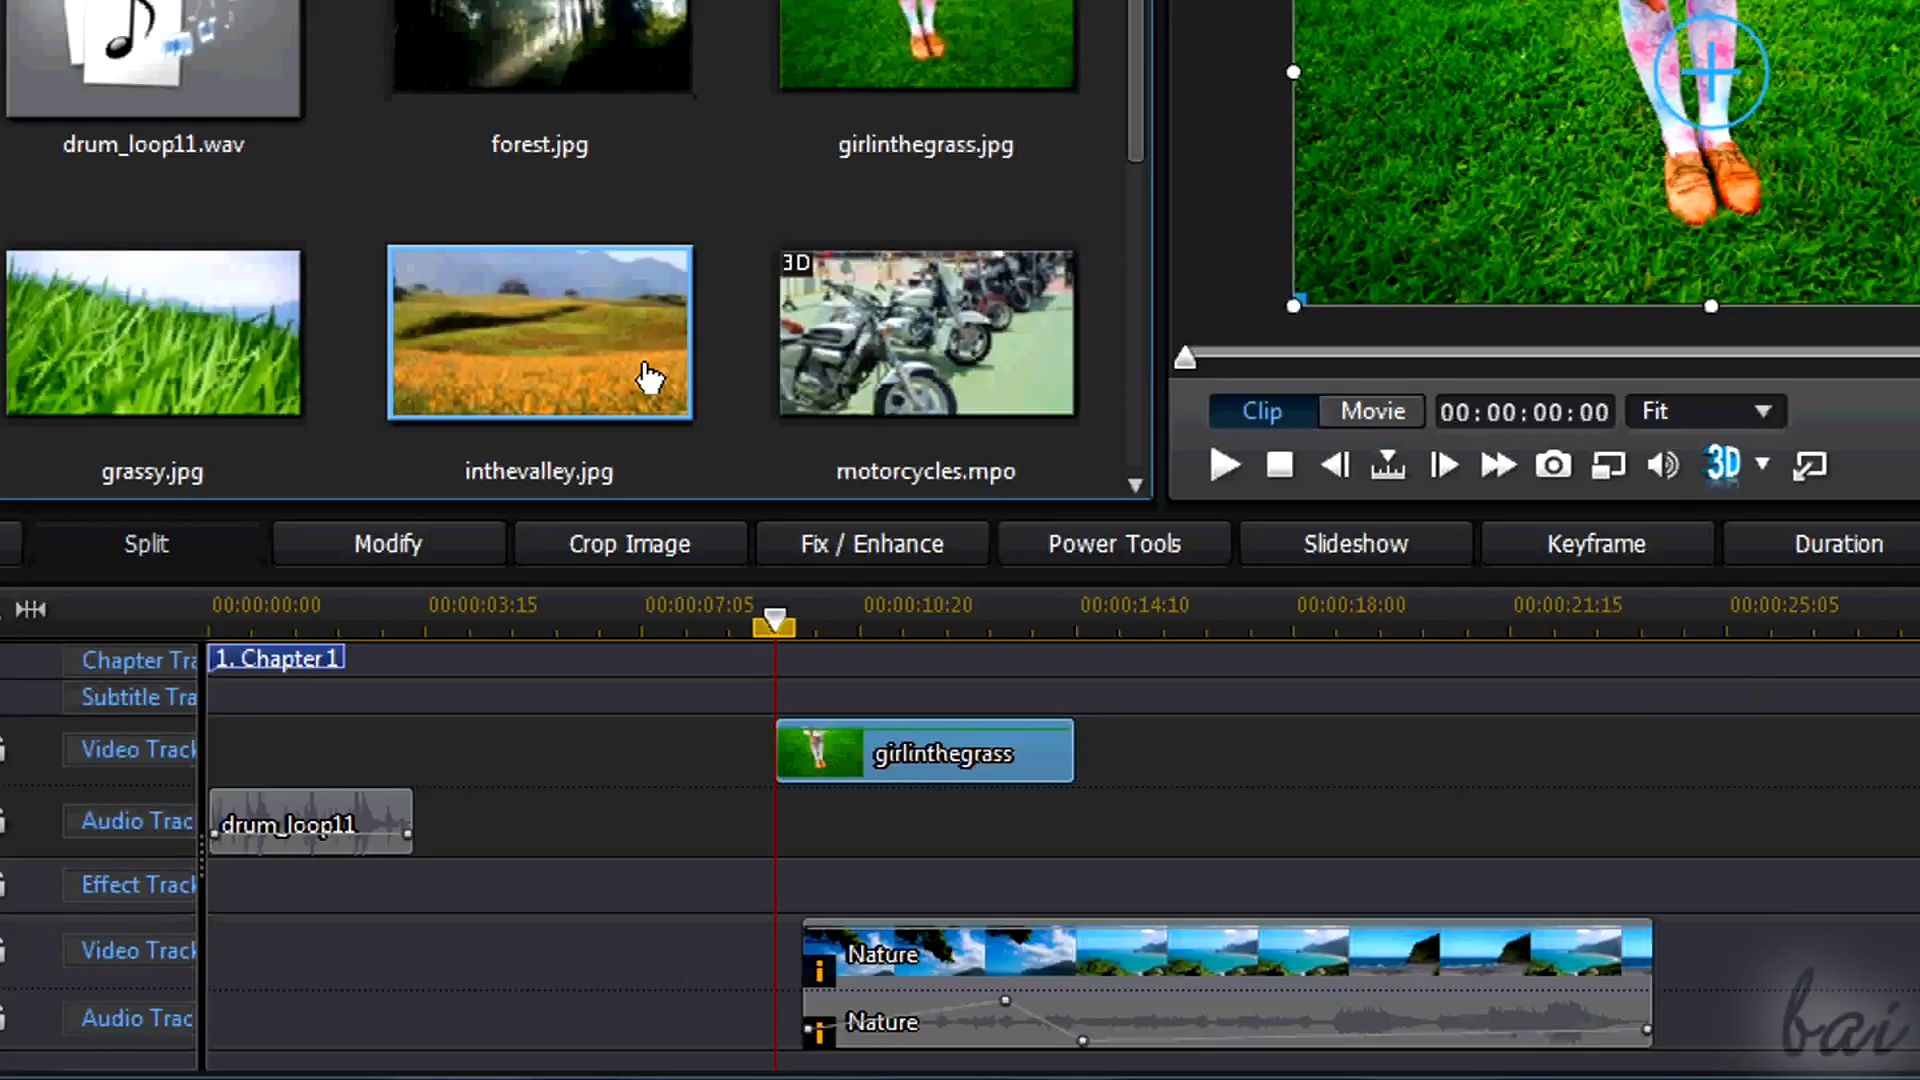 drum_loop11.wav
forest.jpg
girlinthegrass.jpg
3D
grassy.jpg
inthevalley.jpg
motorcycles.mpo
Clip
Movie
00:00:00:00
Fit
3D
Split
Modify
Crop Image
Fix / Enhance
Power Tools
Slideshow
Keyframe
Duration
00:00:00:00
00:00:03:15
00:00:07:05
00:00:10:20
00:00:14:10
00:00:18:00
00:00:21:15
00:00:25:05
Chapter Tra
1. Chapter 1
Subtitle Tra
Video Track
girlinthegrass
Audio Trac
drum_loop11
Effect Track
Video Track
i Nature
Audio Trac
i Nature
bai